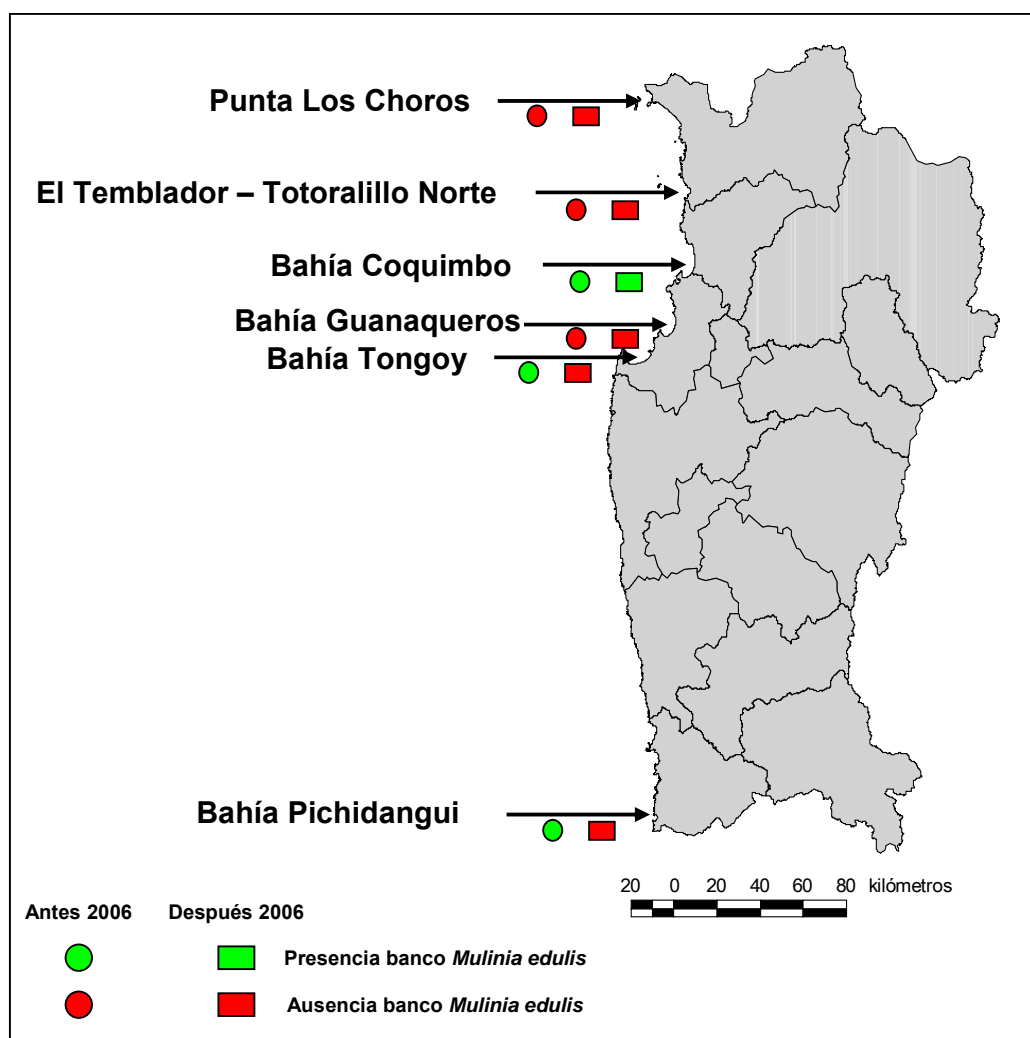 Punta Los Choros
El Temblador – Totoralillo Norte
Bahía Coquimbo
Bahía Guanaqueros
Bahía Tongoy
Bahía Pichidangui
20 0 20 40 60 80 kilómetros
Antes 2006 Después 2006
Presencia banco Mulinia edulis
Ausencia banco Mulinia edulis